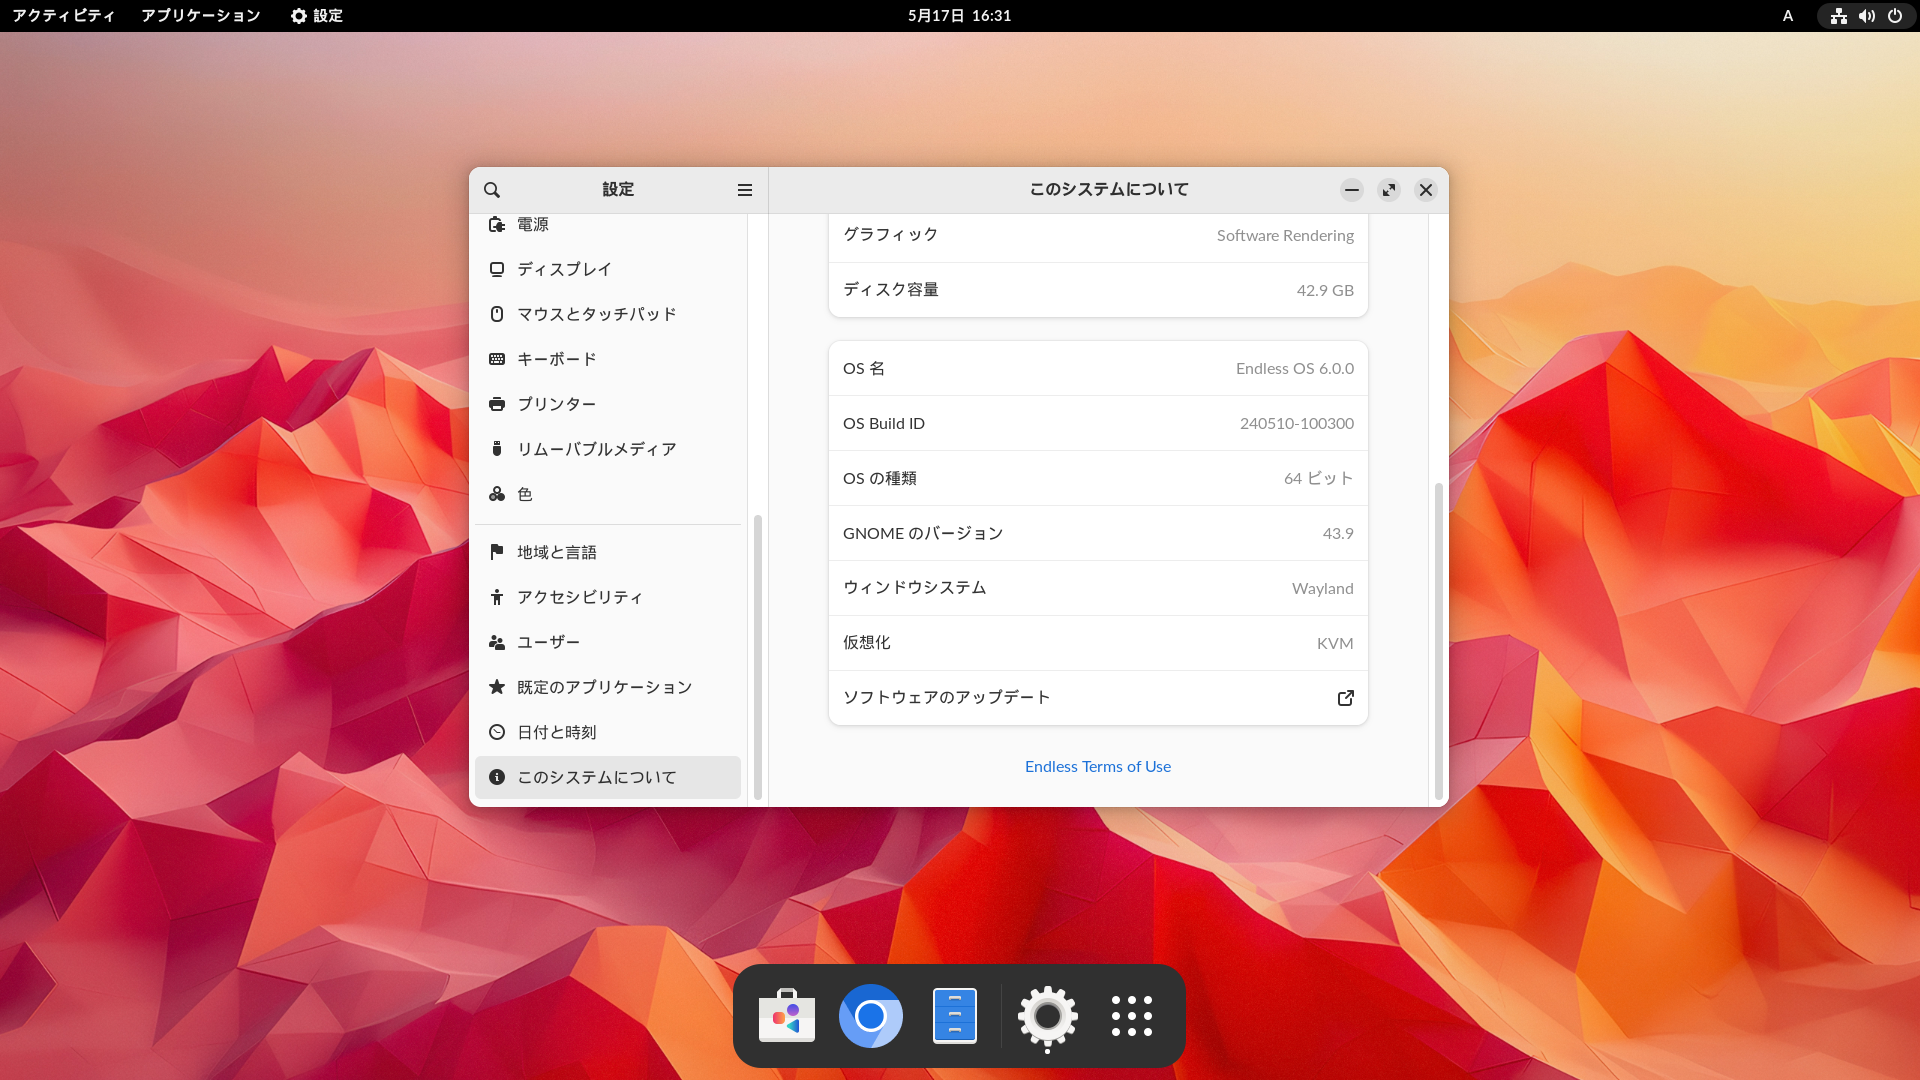 アクティビティ アプリケーション 設定 5月17日 16:31 A
設定
電源
ディスプレイ
マウスとタッチパッド
キーボード
プリンター
リムーバブルメディア
色
地域と言語
アクセシビリティ
ユーザー
既定のアプリケーション
日付と時刻
このシステムについて
このシステムについて
グラフィック Software Rendering
ディスク容量 42.9 GB
OS 名 Endless OS 6.0.0
OS Build ID 240510-100300
OS の種類 64 ビット
GNOME のバージョン 43.9
ウィンドウシステム Wayland
仮想化 KVM
ソフトウェアのアップデート
Endless Terms of Use